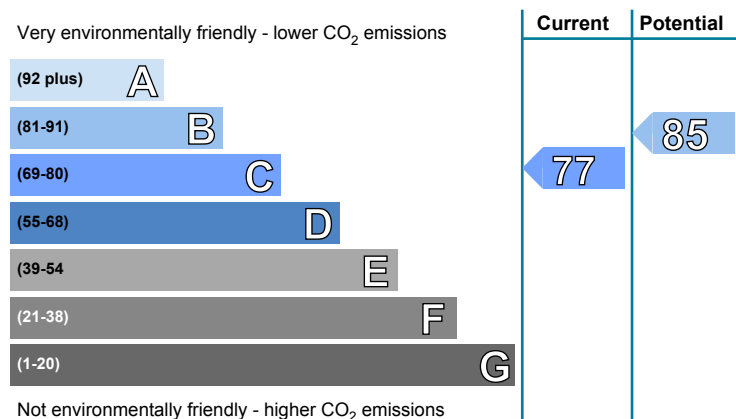 Very environmentally friendly - lower CO₂ emissions
Current
Potential
(92 plus) A
(81-91) B
(69-80) C
(55-68) D
(39-54 E
(21-38) F
(1-20) G
77
85
Not environmentally friendly - higher CO₂ emissions